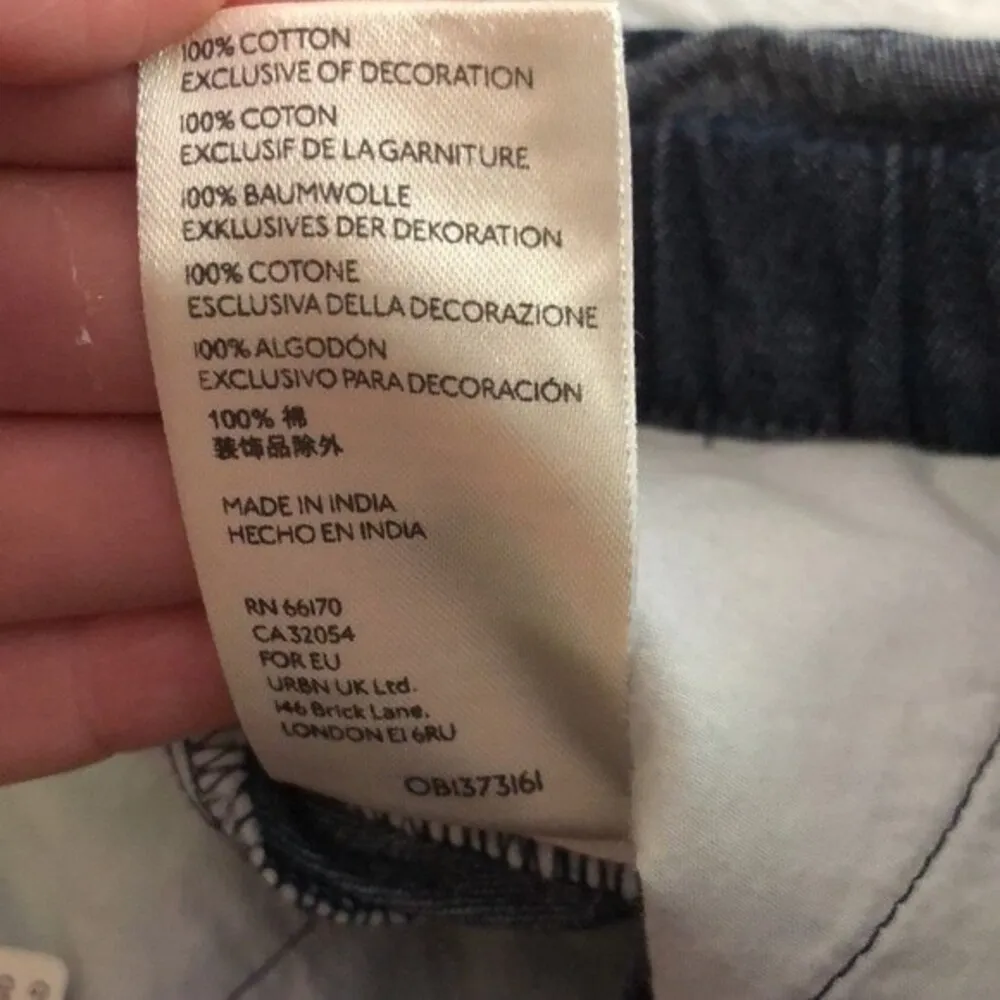 100% COTTON
EXCLUSIVE OF DECORATION
100% COTON
EXCLUSIF DE LA GARNITURE
100% BAUMWOLLE
EXKLUSIVES DER DEKORATION
100% COTONE
ESCLUSIVA DELLA DECORAZIONE
100% ALGODÓN
EXCLUSIVO PARA DECORACIÓN
100% 棉
装饰品除外
MADE IN INDIA
HECHO EN INDIA
RN 66170
CA 32054
FOR EU
URBN UK Ltd.
146 Brick Lane,
LONDON E1 6RU
OB1373161